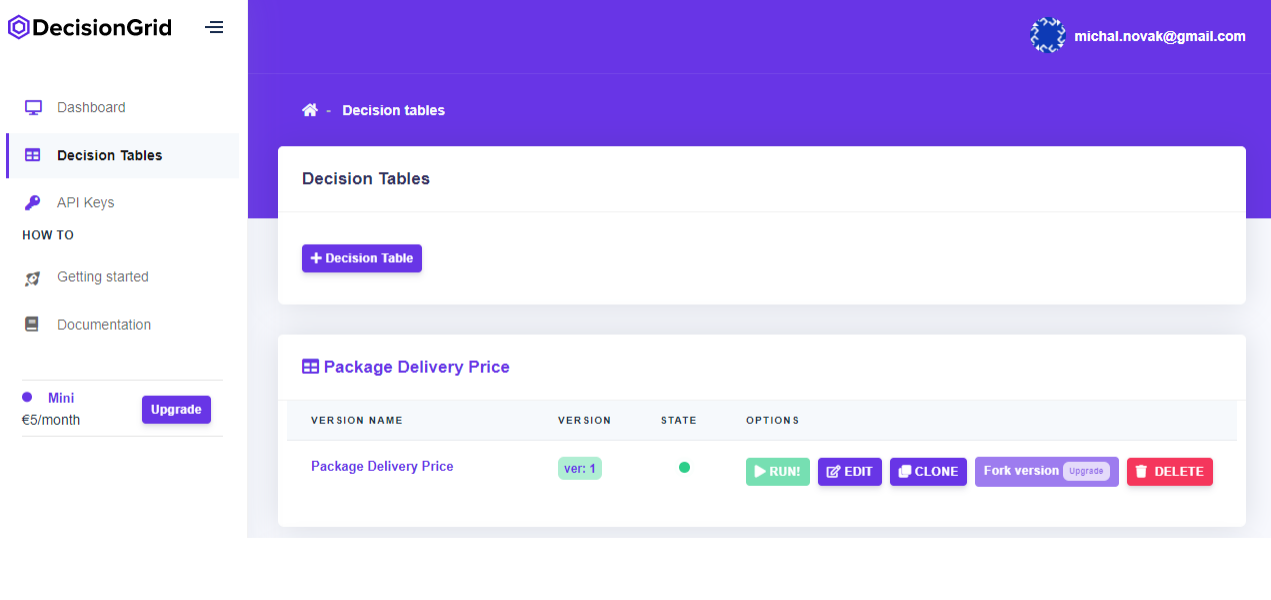 DecisionGrid
michal.novak@gmail.com
Dashboard
- Decision tables
Decision Tables
Decision Tables
API Keys
HOW TO
Decision Table
Getting started
Documentation
Package Delivery Price
Mini
€5/month
Upgrade
VERSION NAME VERSION STATE OPTIONS
Package Delivery Price ver: 1 RUN! EDIT CLONE Fork version Upgrade DELETE